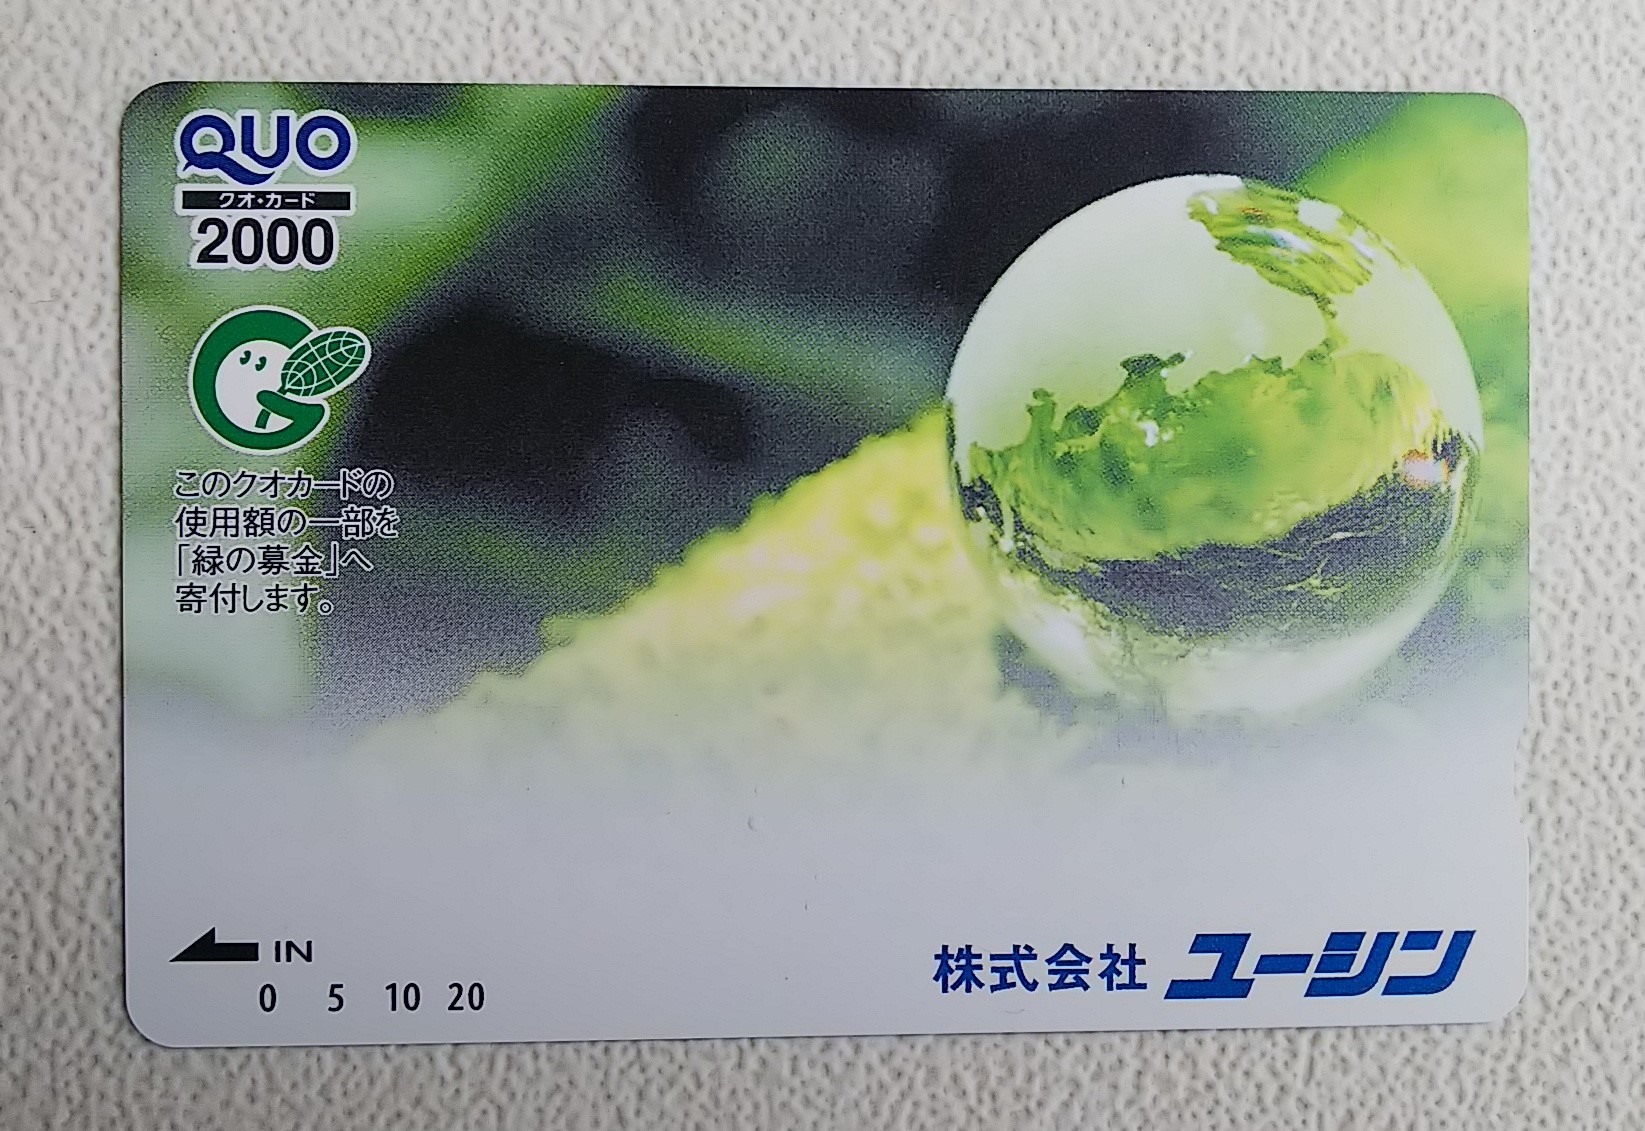 QUO
クオ・カード
2000
このクオカードの
使用額の一部を
「緑の募金」へ
寄付します。
IN
0 5 10 20
株式会社 ユーシン